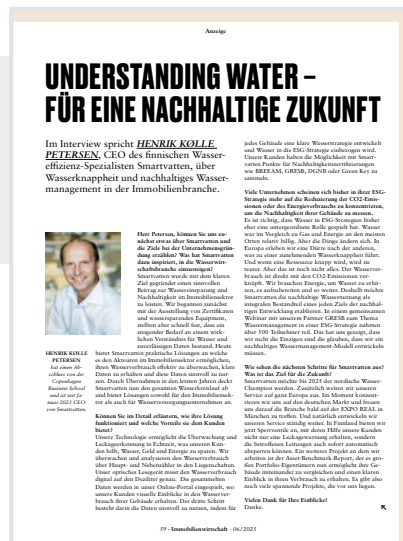 Anzeige
UNDERSTANDING WATER –
FÜR EINE NACHHALTIGE ZUKUNFT
Im Interview spricht HENRIK KØLLE
PETERSEN, CEO des finnischen Wasser-
effizienz-Spezialisten Smartvatten, über
Wasserknappheit und nachhaltiges Wasser-
management in der Immobilienbranche.
HENRIK KØLLE
PETERSEN
hat einen Ab-
schluss von der
Copenhagen
Business School
und ist seit Ja-
nuar 2023 CEO
von Smartvatten.
Herr Petersen, können Sie uns zu-
nächst etwas über Smartvatten und
die Ziele bei der Unternehmensgrün-
dung erzählen? Was hat Smartvatten
dazu inspiriert, in die Wasserwirt-
schaftsbranche einzusteigen?
Smartvatten wurde mit dem klaren
Ziel gegründet einen sinnvollen
Beitrag zur Wassereinsparung und
Nachhaltigkeit im Immobiliensektor
zu leisten. Wir begannen zunächst
mit der Ausstellung von Zertifikaten
und wassersparenden Equipment,
stellten aber schnell fest, dass ein
steigender Bedarf an einem wirk-
lichen Verständnis für Wasser und
zuverlässigen Daten bestand. Heute
bietet Smartvatten praktische Lösungen an welche
es den Akteuren im Immobiliensektor ermöglichen,
ihren Wasserverbrauch effektiv zu überwachen, klare
Daten zu erhalten und diese Daten sinnvoll zu nut-
zen. Durch Übernahmen in den letzten Jahren deckt
Smartvatten nun den gesamten Wasserkreislauf ab
und bietet Lösungen sowohl für den Immobiliensek-
tor als auch für Wasserversorgungsunternehmen an.
Können Sie im Detail erläutern, wie ihre Lösung
funktioniert und welche Vorteile sie dem Kunden
bietet?
Unsere Technologie ermöglicht die Überwachung und
Leckageerkennung in Echtzeit, was unseren Kun-
den hilft, Wasser, Geld und Energie zu sparen. Wir
überwachen und analysieren den Wasserverbrauch
über Haupt- und Nebenzähler in den Liegenschaften.
Unser optisches Lesegerät misst den Wasserverbrauch
digital auf den Deziliter genau. Die gesammelten
Daten werden in unser Online-Portal eingespielt, wo
unsere Kunden visuelle Einblicke in den Wasserver-
brauch ihrer Gebäude erhalten. Der dritte Schritt
besteht darin die Daten sinnvoll zu nutzen, indem für
jedes Gebäude eine klare Wasserstrategie entwickelt
und Wasser in die ESG-Strategie einbezogen wird.
Unsere Kunden haben die Möglichkeit mit Smart-
vatten Punkte für Nachhaltigkeitszertifizierungen
wie BREEAM, GRESB, DGNB oder Green Key zu
sammeln.
Viele Unternehmen scheinen sich bisher in ihrer ESG-
Strategie mehr auf die Reduzierung der CO2-Emis-
sionen oder des Energieverbrauchs zu konzentrieren,
um die Nachhaltigkeit ihrer Gebäude zu messen.
Es ist richtig, dass Wasser in ESG-Strategien bisher
eher eine untergeordnete Rolle gespielt hat. Wasser
war im Vergleich zu Gas und Energie an den meisten
Orten relativ billig. Aber die Dinge ändern sich. In
Europa erleben wir eine Dürre nach der anderen,
was zu einer zunehmenden Wasserknappheit führt.
Und wenn eine Ressource knapp wird, wird sie
teurer. Aber das ist noch nicht alles. Der Wasserver-
brauch ist direkt mit den CO2-Emissionen ver-
knüpft. Wir brauchen Energie, um Wasser zu erhit-
zen, es aufzubereiten und so weiter. Deshalb möchte
Smartvatten die nachhaltige Wassernutzung als
integralen Bestandteil eines jeden Ziels der nachhal-
tigen Entwicklung etablieren. In einem gemeinsamen
Webinar mit unserem Partner GRESB zum Thema
Wassermanagement in einer ESG-Strategie nahmen
über 500 Teilnehmer teil. Das hat uns gezeigt, dass
wir nicht die Einzigen sind die glauben, dass wir ein
nachhaltiges Wassermanagement-Modell entwickeln
müssen.
Wie sehen die nächsten Schritte für Smartvatten aus?
Was ist das Ziel für die Zukunft?
Smartvatten möchte bis 2025 der nordische Wasser-
Champion werden. Zusätzlich weiten wir unseren
Service auf ganz Europa aus. Im Moment konzent-
rieren wir uns auf den deutschen Markt und freuen
uns darauf die Branche bald auf der EXPO REAL in
München zu treffen. Und natürlich entwickeln wir
unseren Service ständig weiter. In Finnland bieten wir
jetzt Sperrventile an, mit deren Hilfe unsere Kunden
nicht nur eine Leckagewarnung erhalten, sondern
die betroffenen Leitungen auch sofort automatisch
absperren können. Ein weiteres Projekt an dem wir
arbeiten ist der Asset-Benchmark-Report, der es gro-
ßen Portfolio-Eigentümern nun ermöglicht ihre Ge-
bäude miteinander zu vergleichen und einen klaren
Einblick in ihren Verbrauch zu erhalten. Es gibt also
noch viele spannende Projekte, die vor uns liegen.
Vielen Dank für Ihre Einblicke!
Danke.
59 · Immobilienwirtschaft · 06/2023